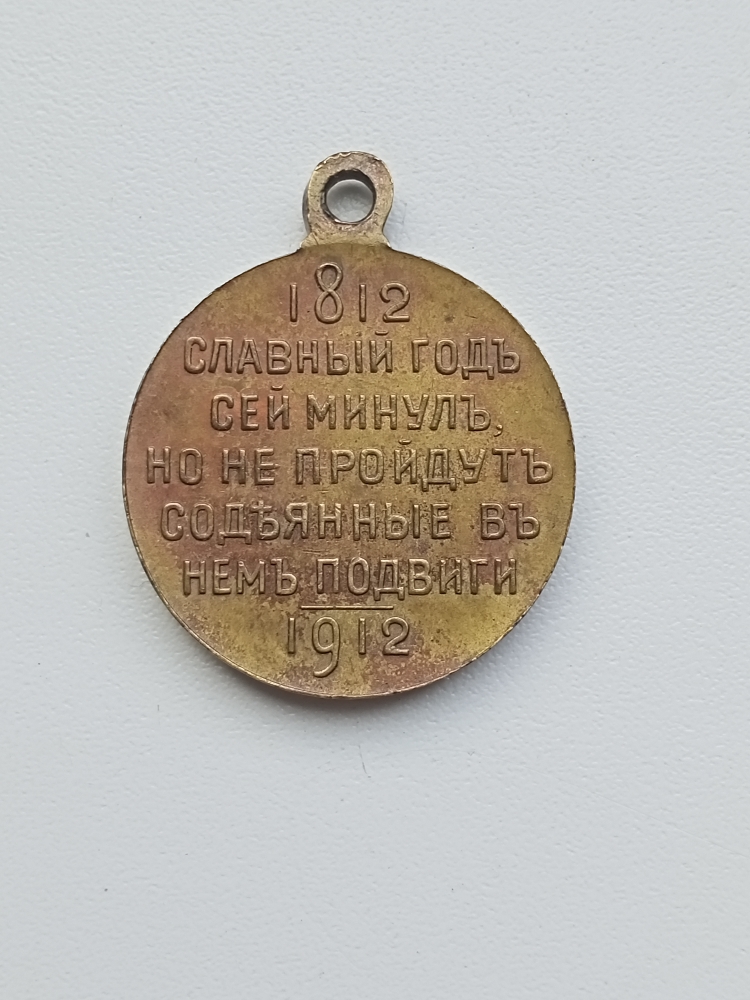 1812
СЛАВНЫЙ ГОДЪ
СЕЙ МИНУЛЪ,
НО НЕ ПРОЙДУТЪ
СОДѢЯННЫЕ ВЪ
НЕМЪ ПОДВИГИ
1912